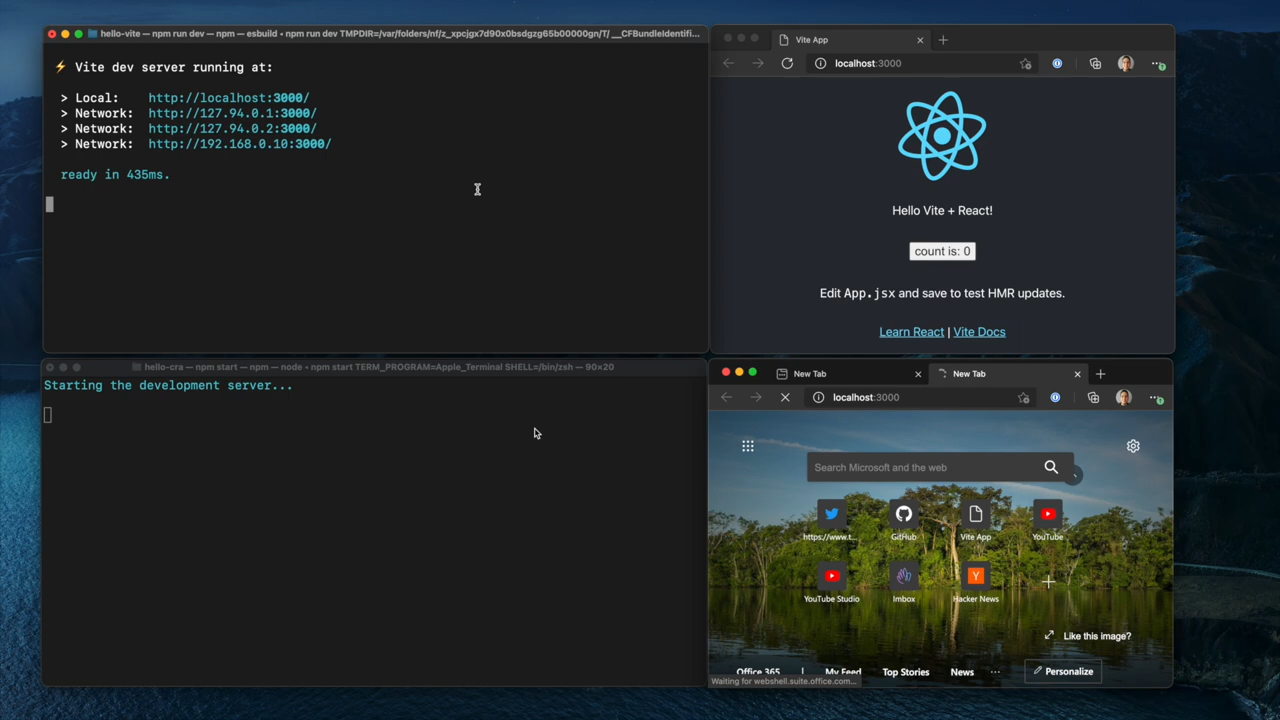 hello-vite — npm run dev — npm — esbuild • npm run dev TMPDIR=/var/folders/nf/z_xpcjgx7d90x0bsdgzg65b00000gn/T/ __CFBundleIdentifi...
⚡ Vite dev server running at:
> Local: http://localhost:3000/
> Network: http://127.94.0.1:3000/
> Network: http://127.94.0.2:3000/
> Network: http://192.168.0.10:3000/
ready in 435ms.
Vite App
localhost:3000
Hello Vite + React!
count is: 0
Edit App.jsx and save to test HMR updates.
Learn React | Vite Docs
hello-cra — npm start — npm — node • npm start TERM_PROGRAM=Apple_Terminal SHELL=/bin/zsh — 90×20
Starting the development server...
New Tab
New Tab
localhost:3000
Search Microsoft and the web
https://www.t...
GitHub
Vite App
YouTube
YouTube Studio
Imbox
Hacker News
Like this image?
Office 365 | My Feed Top Stories News ... Personalize
Waiting for webshell.suite.office.com...